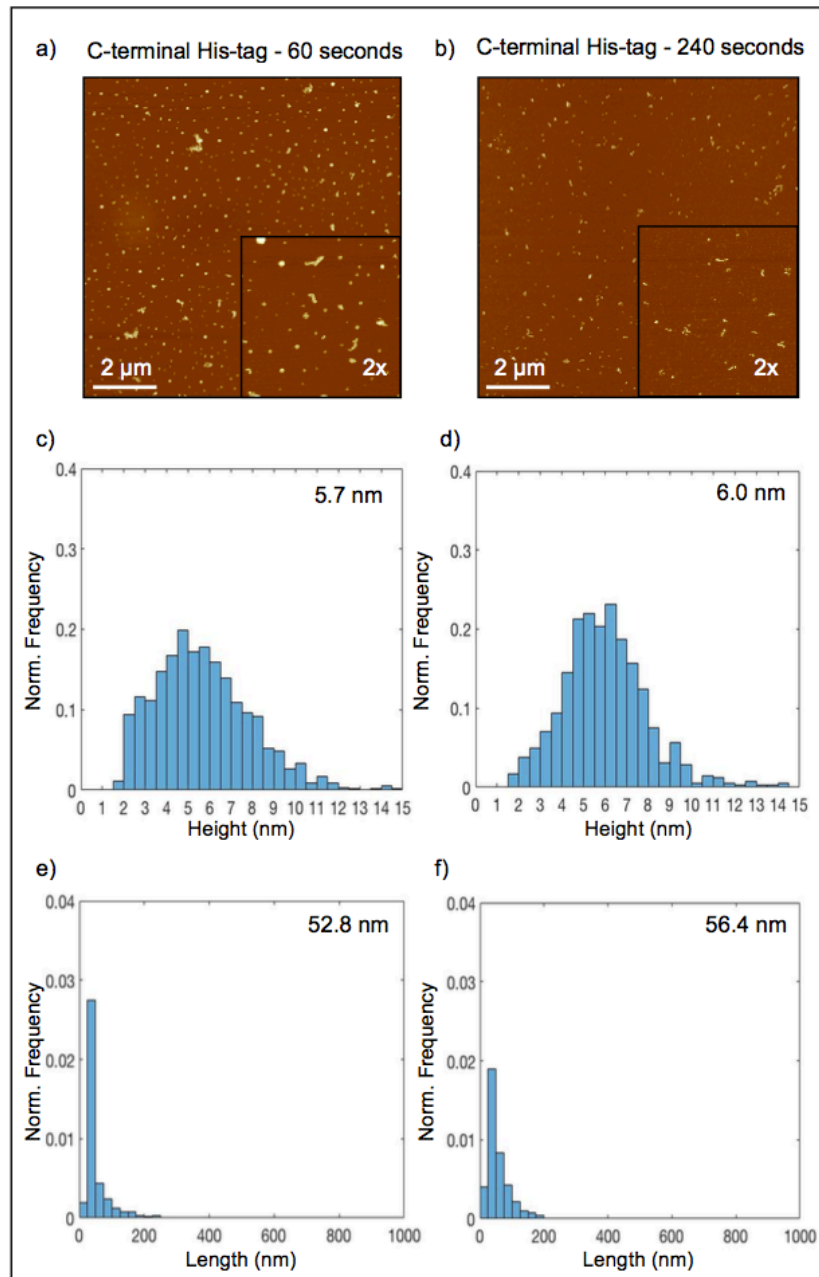 a) C-terminal His-tag - 60 seconds
b) C-terminal His-tag - 240 seconds
2 µm
2x
2 µm
2x
c)
5.7 nm
Norm. Frequency
0.4
0.3
0.2
0.1
0
0 1 2 3 4 5 6 7 8 9 10 11 12 13 14 15
Height (nm)
d)
6.0 nm
Norm. Frequency
0.4
0.3
0.2
0.1
0
0 1 2 3 4 5 6 7 8 9 10 11 12 13 14 15
Height (nm)
e)
52.8 nm
Norm. Frequency
0.04
0.03
0.02
0.01
0
0 200 400 600 800 1000
Length (nm)
f)
56.4 nm
Norm. Frequency
0.04
0.03
0.02
0.01
0
0 200 400 600 800 1000
Length (nm)